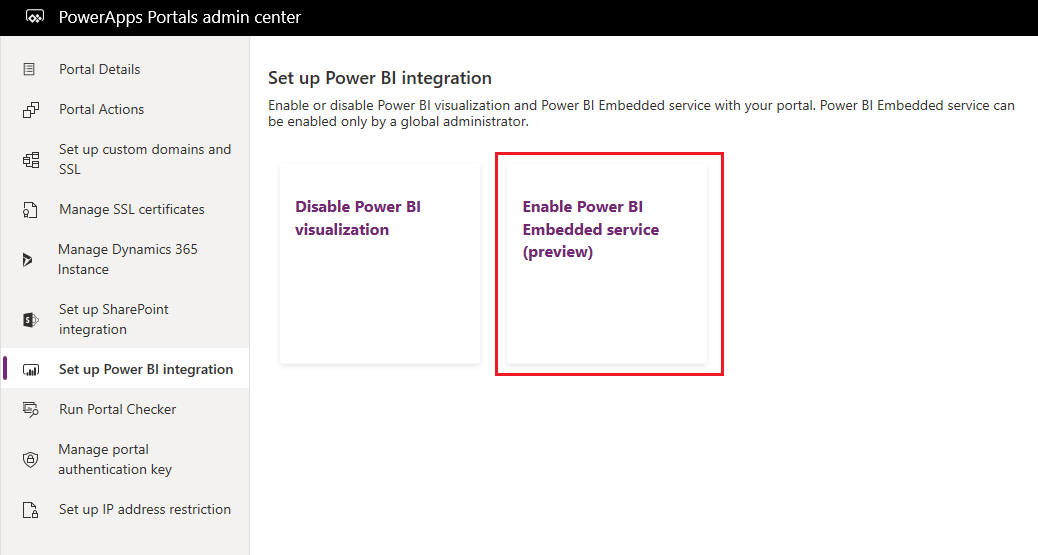 PowerApps Portals admin center
Portal Details
Portal Actions
Set up custom domains and
SSL
Manage SSL certificates
Manage Dynamics 365
Instance
Set up SharePoint
integration
Set up Power BI integration
Run Portal Checker
Manage portal
authentication key
Set up IP address restriction
Set up Power BI integration
Enable or disable Power BI visualization and Power BI Embedded service with your portal. Power BI Embedded service can
be enabled only by a global administrator.
Disable Power BI
visualization
Enable Power BI
Embedded service
(preview)